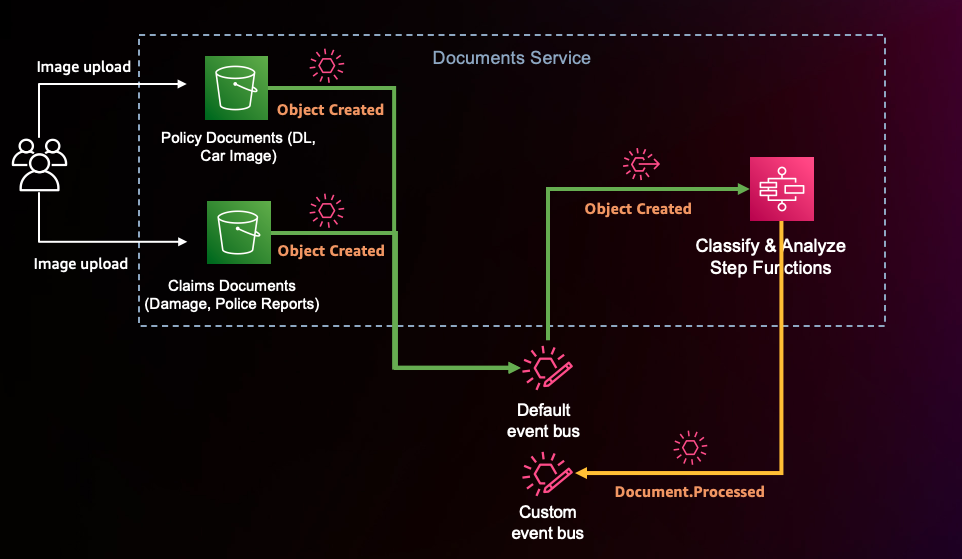 Documents Service
Image upload
Object Created
Policy Documents (DL,
Car Image)
Object Created
Image upload
Claims Documents
(Damage, Police Reports)
Object Created
Classify & Analyze
Step Functions
Default
event bus
Document.Processed
Custom
event bus